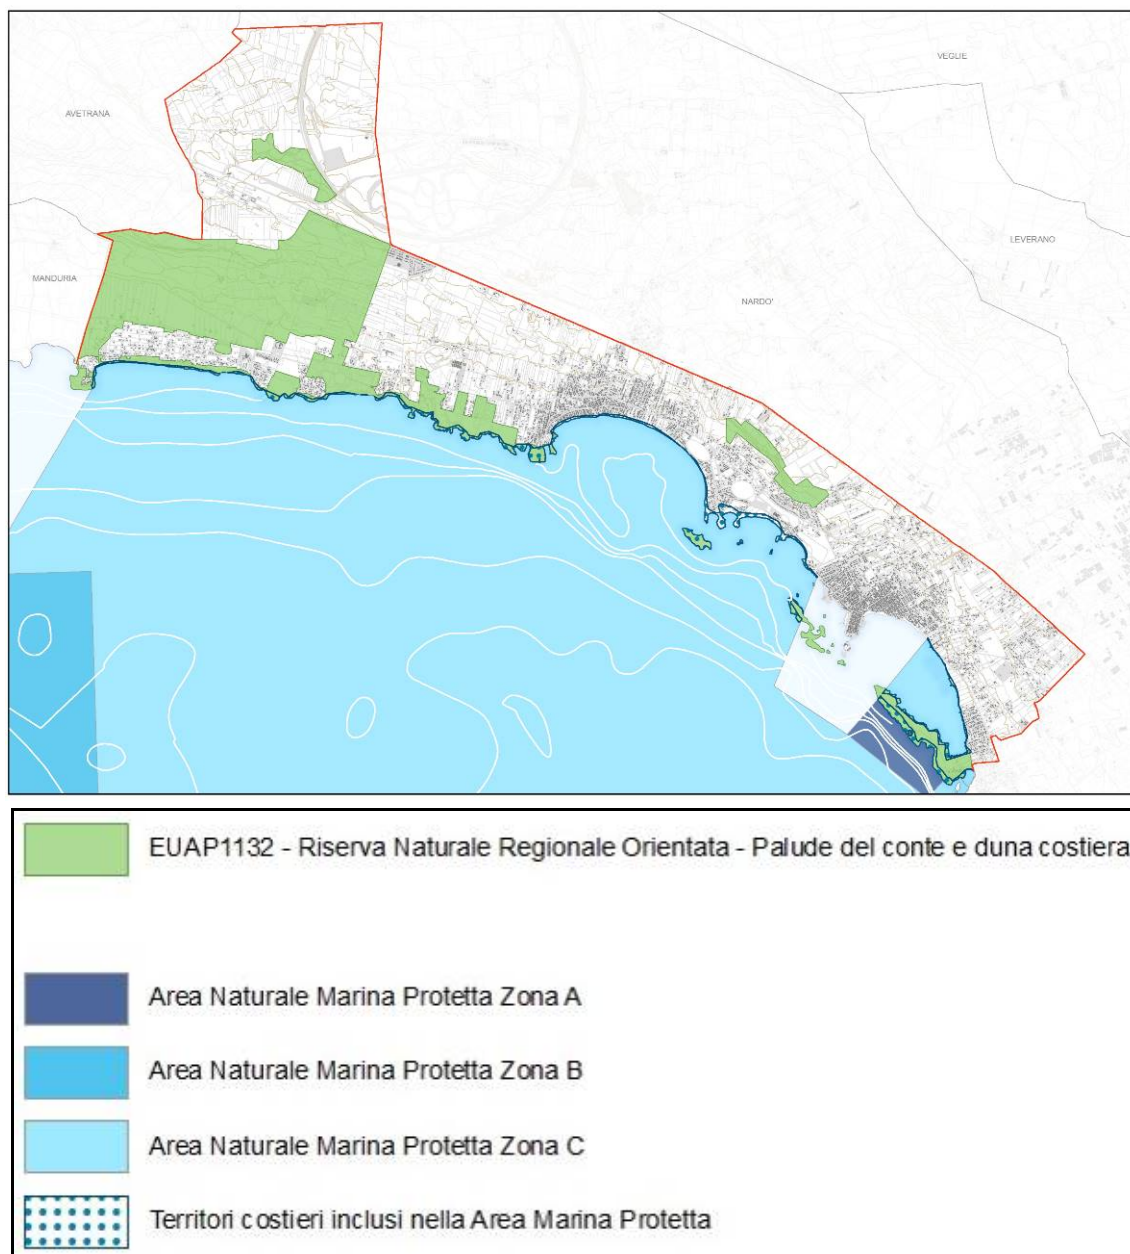 VEGLIE
AVETRANA
LEVERANO
MANDURIA
NARDO'
EUAP1132 - Riserva Naturale Regionale Orientata - Palude del conte e duna costiera
Area Naturale Marina Protetta Zona A
Area Naturale Marina Protetta Zona B
Area Naturale Marina Protetta Zona C
Territori costieri inclusi nella Area Marina Protetta